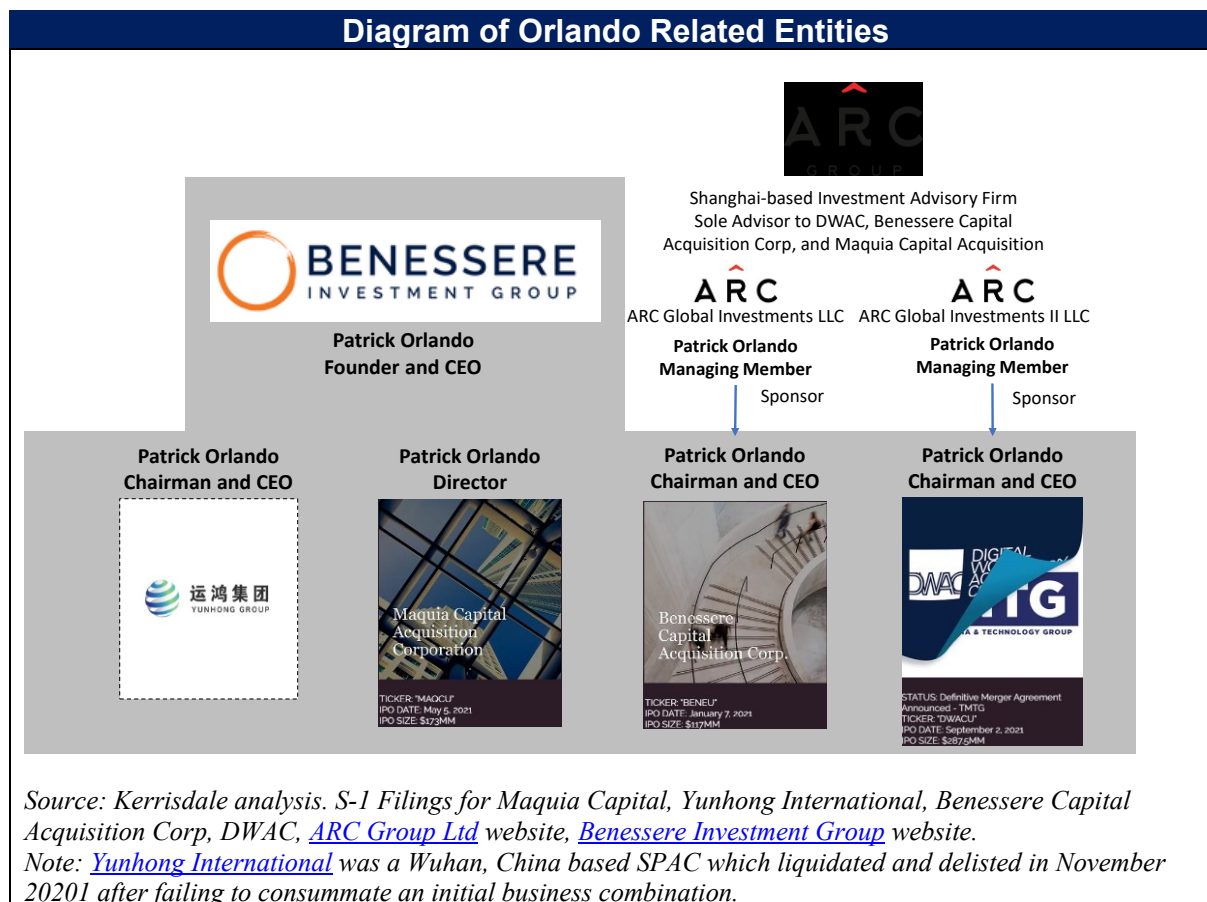 Diagram of Orlando Related Entities
ARC
GROUP
Shanghai-based Investment Advisory Firm
Sole Advisor to DWAC, Benessere Capital
Acquisition Corp, and Maquia Capital Acquisition
BENESSERE
INVESTMENT GROUP
Patrick Orlando
Founder and CEO
ARC
ARC Global Investments LLC
Patrick Orlando
Managing Member
Sponsor
ARC
ARC Global Investments II LLC
Patrick Orlando
Managing Member
Sponsor
Patrick Orlando
Chairman and CEO
运鸿集团
YUNHONG GROUP
Patrick Orlando
Director
Maquia Capital
Acquisition
Corporation
TICKER: "MAQCU"
IPO DATE: May 5, 2021
IPO SIZE: $173MM
Patrick Orlando
Chairman and CEO
Benessere
Capital
Acquisition Corp.
TICKER: "BENEU"
IPO DATE: January 7, 2021
IPO SIZE: $117MM
Patrick Orlando
Chairman and CEO
DWAC
DIGITAL
TG
& TECHNOLOGY GROUP
STATUS: Definitive Merger Agreement
Announced - TMTG
TICKER: "DWACU"
IPO DATE: September 2, 2021
IPO SIZE: $287.5MM
Source: Kerrisdale analysis. S-1 Filings for Maquia Capital, Yunhong International, Benessere Capital
Acquisition Corp, DWAC, ARC Group Ltd website, Benessere Investment Group website.
Note: Yunhong International was a Wuhan, China based SPAC which liquidated and delisted in November
20201 after failing to consummate an initial business combination.